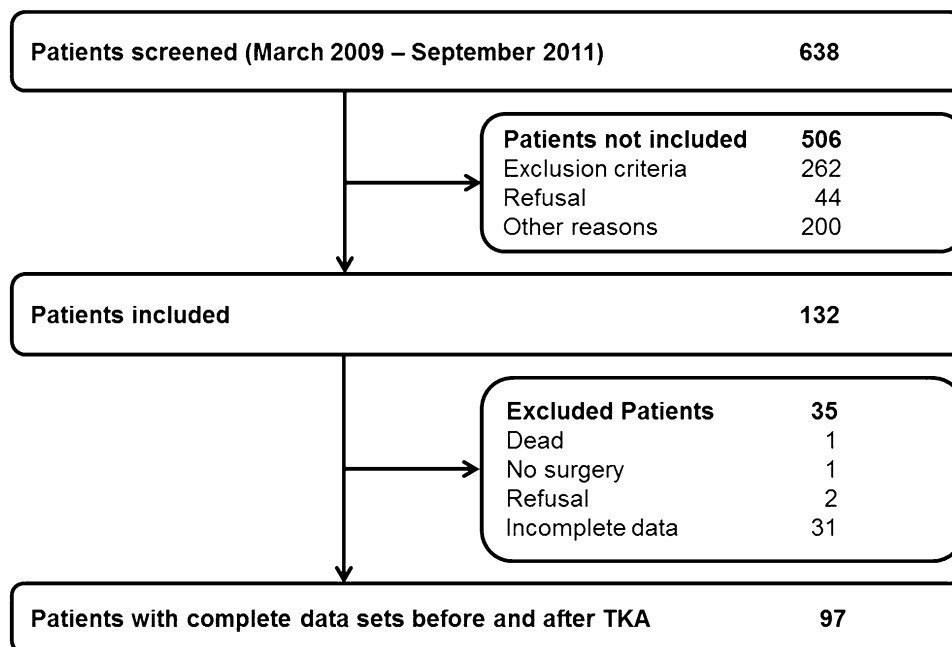 Patients screened (March 2009 – September 2011) 638
Patients not included 506
Exclusion criteria 262
Refusal 44
Other reasons 200
Patients included 132
Excluded Patients 35
Dead 1
No surgery 1
Refusal 2
Incomplete data 31
Patients with complete data sets before and after TKA 97